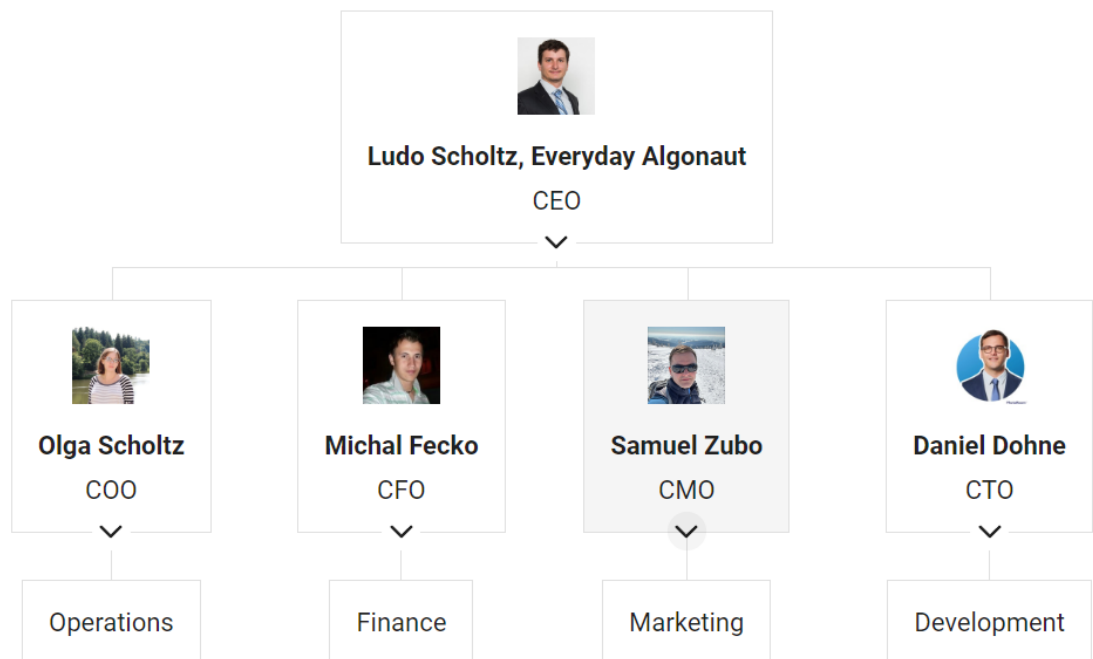 Ludo Scholtz, Everyday Algonaut
CEO
Olga Scholtz
COO
Michal Fecko
CFO
Samuel Zubo
CMO
Daniel Dohne
CTO
Operations
Finance
Marketing
Development